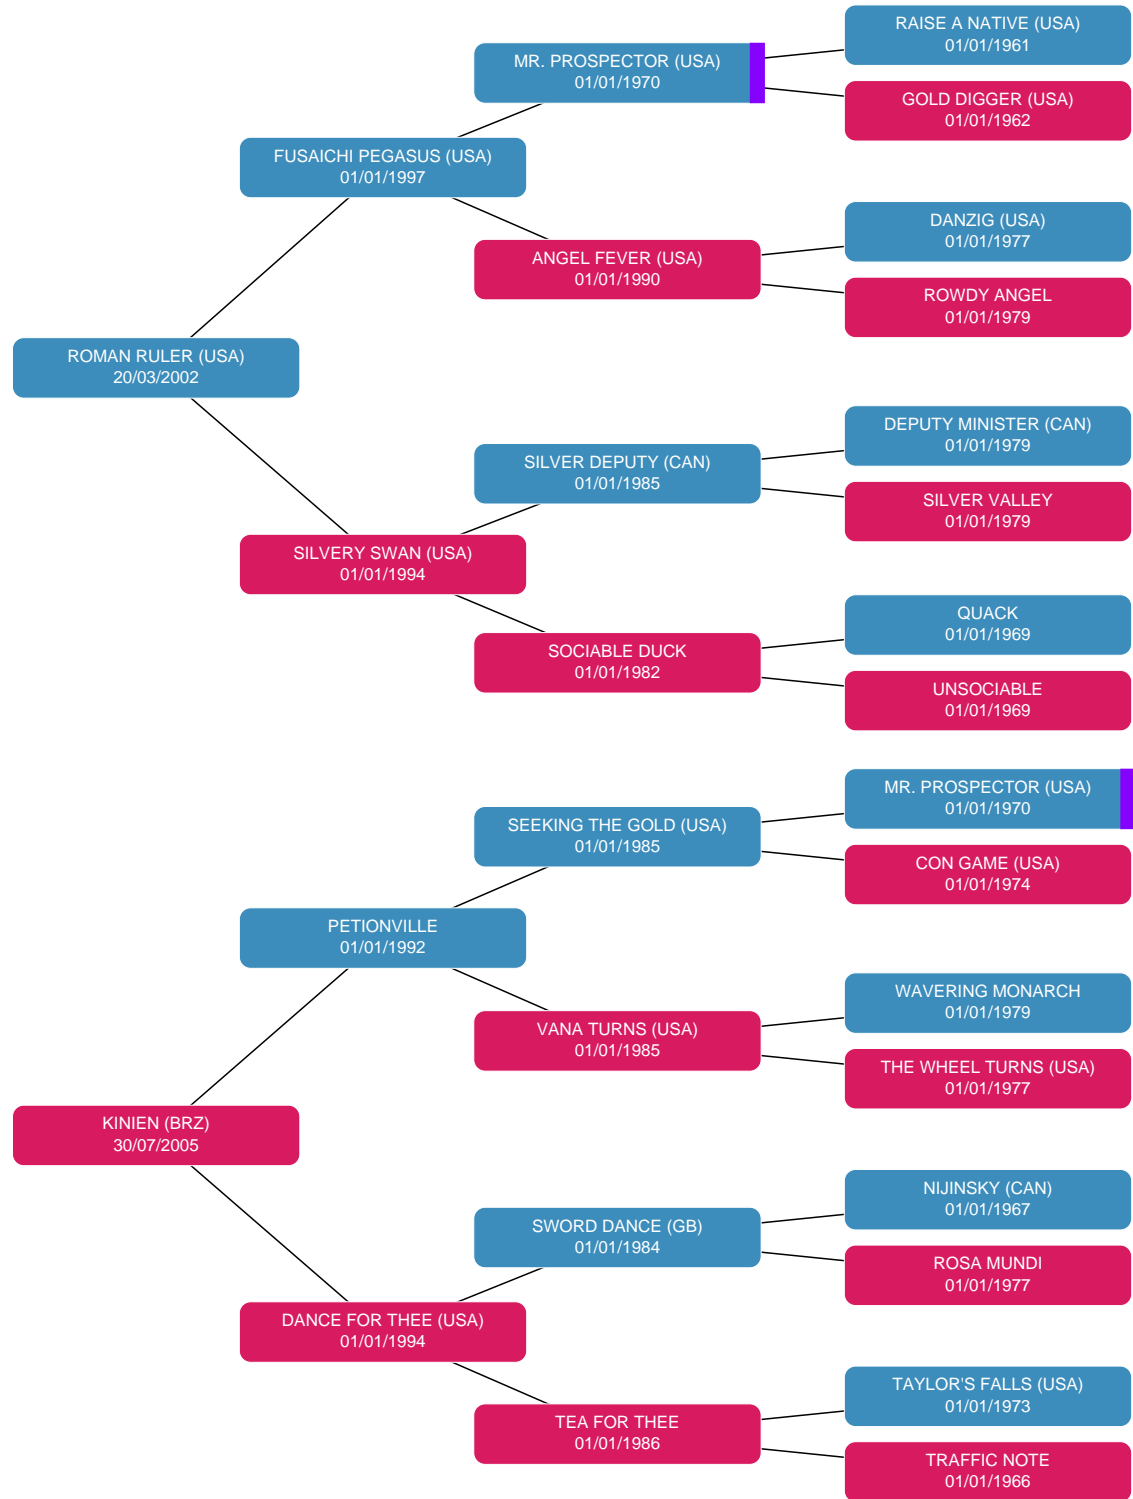 RAISE A NATIVE (USA)
01/01/1961
MR. PROSPECTOR (USA)
01/01/1970
GOLD DIGGER (USA)
01/01/1962
FUSAICHI PEGASUS (USA)
01/01/1997
DANZIG (USA)
01/01/1977
ANGEL FEVER (USA)
01/01/1990
ROWDY ANGEL
01/01/1979
ROMAN RULER (USA)
20/03/2002
DEPUTY MINISTER (CAN)
01/01/1979
SILVER DEPUTY (CAN)
01/01/1985
SILVER VALLEY
01/01/1979
SILVERY SWAN (USA)
01/01/1994
QUACK
01/01/1969
SOCIABLE DUCK
01/01/1982
UNSOCIABLE
01/01/1969
MR. PROSPECTOR (USA)
01/01/1970
SEEKING THE GOLD (USA)
01/01/1985
CON GAME (USA)
01/01/1974
PETIONVILLE
01/01/1992
WAVERING MONARCH
01/01/1979
VANA TURNS (USA)
01/01/1985
THE WHEEL TURNS (USA)
01/01/1977
KINIEN (BRZ)
30/07/2005
NIJINSKY (CAN)
01/01/1967
SWORD DANCE (GB)
01/01/1984
ROSA MUNDI
01/01/1977
DANCE FOR THEE (USA)
01/01/1994
TAYLOR'S FALLS (USA)
01/01/1973
TEA FOR THEE
01/01/1986
TRAFFIC NOTE
01/01/1966